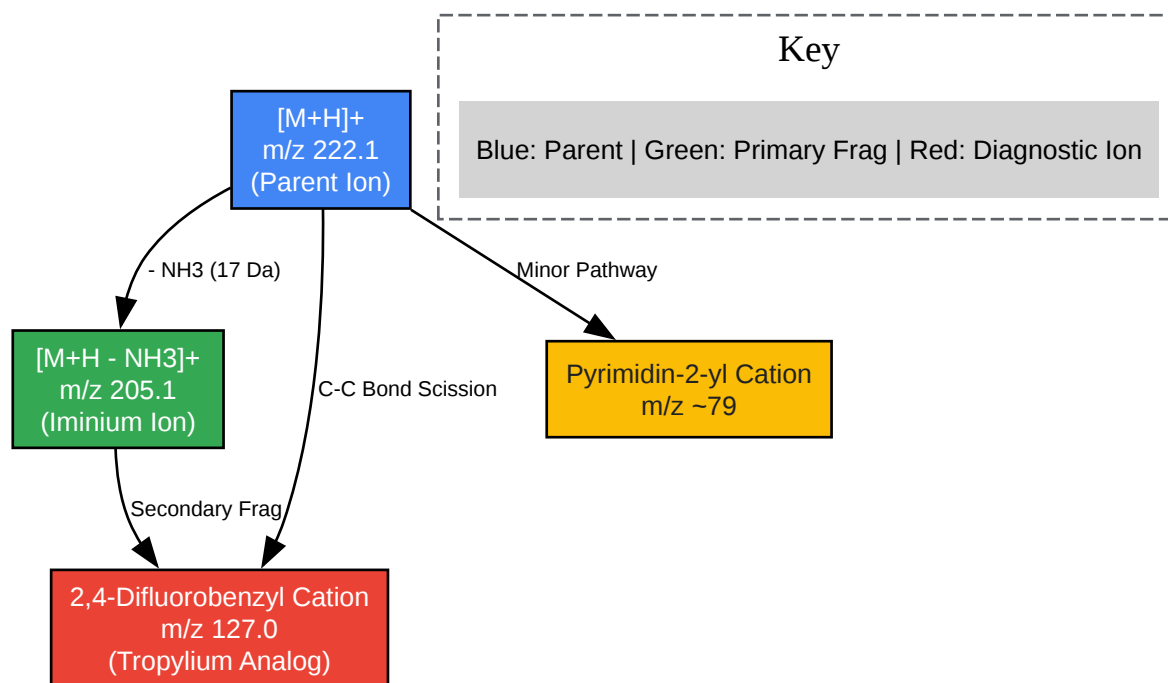 Key
Blue: Parent | Green: Primary Frag | Red: Diagnostic Ion
[M+H]+
m/z 222.1
(Parent Ion)
- NH3 (17 Da)
Minor Pathway
[M+H - NH3]+
m/z 205.1
(Iminium Ion)
C-C Bond Scission
Pyrimidin-2-yl Cation
m/z ~79
Secondary Frag
2,4-Difluorobenzyl Cation
m/z 127.0
(Tropylium Analog)